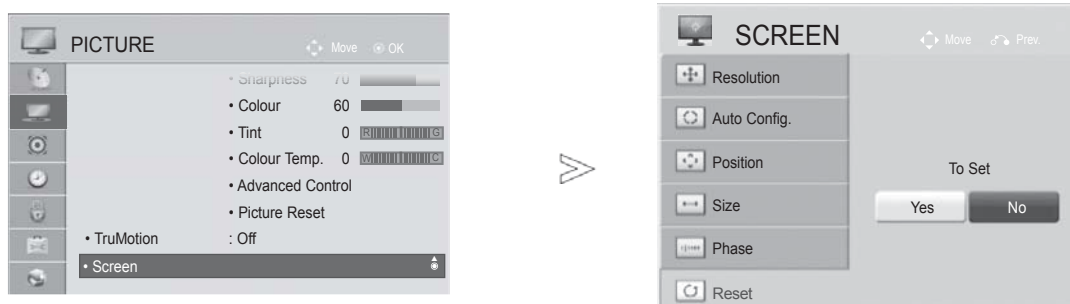 PICTURE
Move OK
• Sharpness 70
• Colour 60
• Tint 0 R G
• Colour Temp. 0 W C
• Advanced Control
• Picture Reset
• TruMotion : Off
• Screen
SCREEN
Move Prev.
Resolution
Auto Config.
Position
Size
Phase
Reset
To Set
Yes No